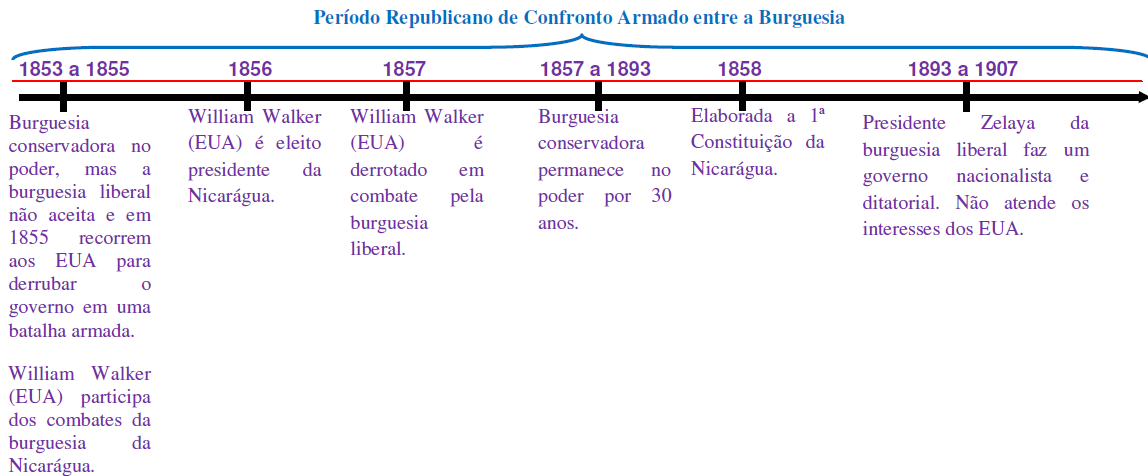 Período Republicano de Confronto Armado entre a Burguesia
1853 a 1855
Burguesia
conservadora no
poder, mas a
burguesia liberal
não aceita e em
1855 recorrem
aos EUA para
derrubar o
governo em uma
batalha armada.
William Walker
(EUA) participa
dos combates da
burguesia da
Nicarágua.
1856
William Walker
(EUA) é eleito
presidente da
Nicarágua.
1857
William Walker
(EUA) é
derrotado em
combate pela
burguesia
liberal.
1857 a 1893
Burguesia
conservadora
permanece no
poder por 30
anos.
1858
Elaborada a 1ª
Constituição da
Nicarágua.
1893 a 1907
Presidente Zelaya da
burguesia liberal faz um
governo nacionalista e
ditatorial. Não atende os
interesses dos EUA.